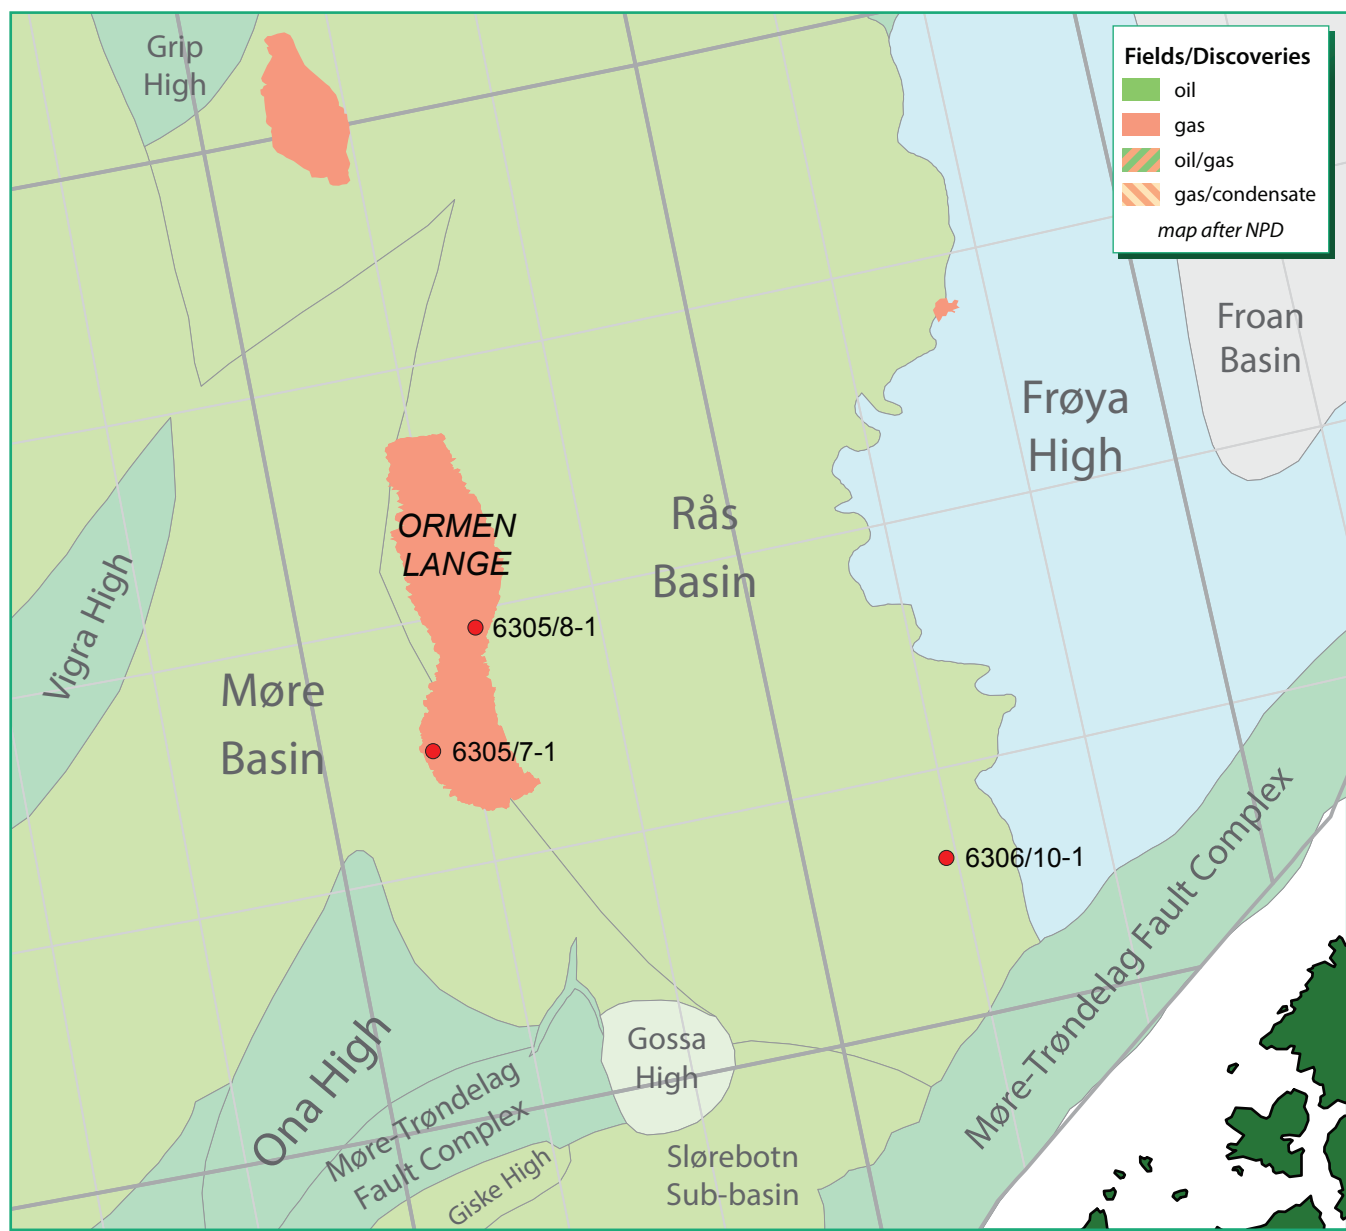 Grip
High
Fields/Discoveries
oil
gas
oil/gas
gas/condensate
map after NPD
Froan
Basin
Frøya
High
ORMEN
LANGE
Rås
Basin
Vigra High
6305/8-1
Møre
Basin
6305/7-1
6306/10-1
Møre-Trøndelag Fault Complex
Ona High
Gossa
High
Møre-Trøndelag
Fault Complex
Giske High
Slørebotn
Sub-basin